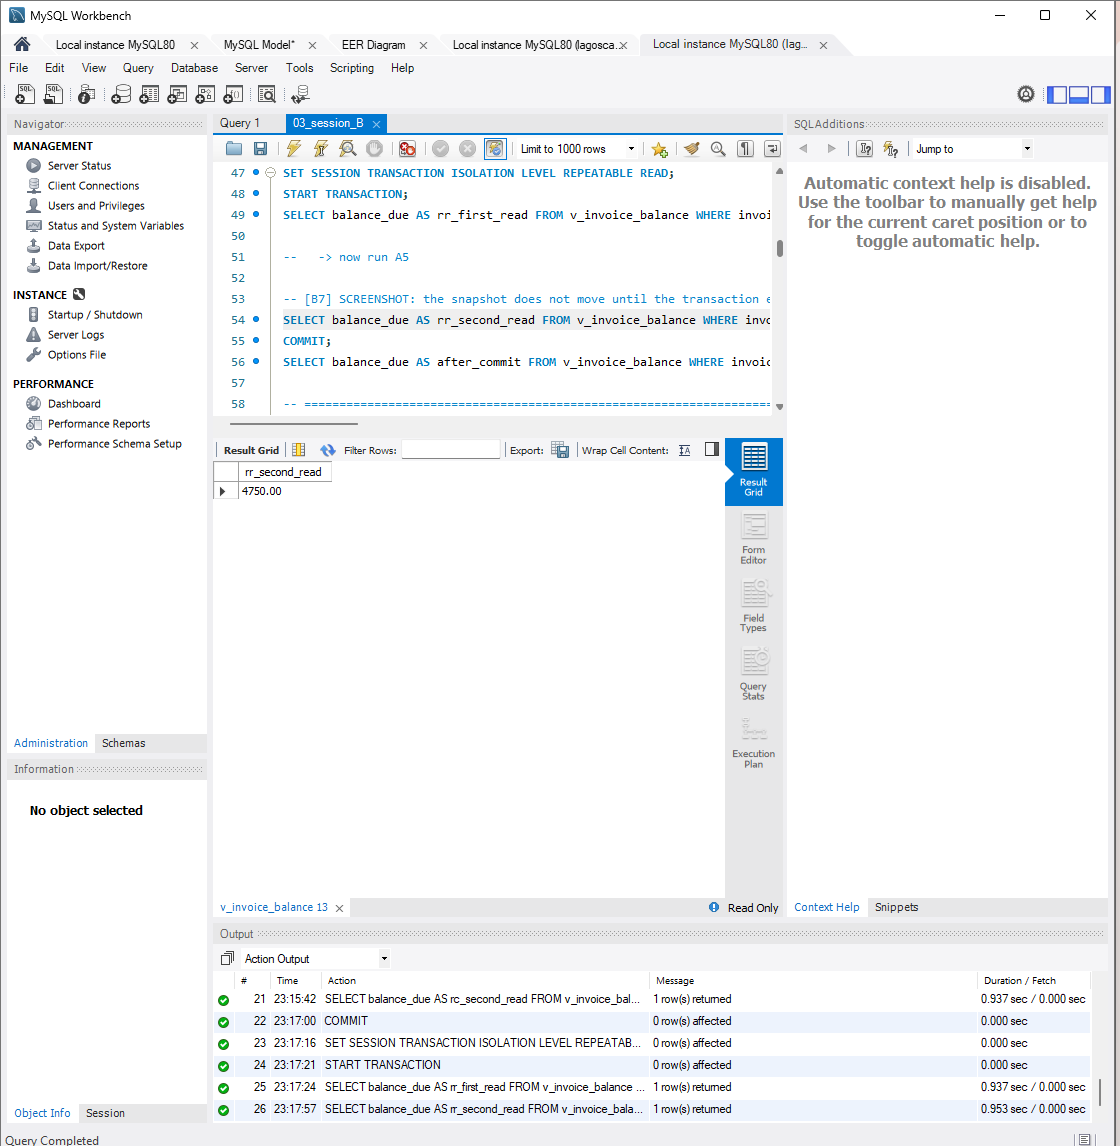 MySQL Workbench
Local instance MySQL80
MySQL Model*
EER Diagram
Local instance MySQL80 (lagosca...
Local instance MySQL80 (lag...
File Edit View Query Database Server Tools Scripting Help
Navigator
MANAGEMENT
Server Status
Client Connections
Users and Privileges
Status and System Variables
Data Export
Data Import/Restore
INSTANCE
Startup / Shutdown
Server Logs
Options File
PERFORMANCE
Dashboard
Performance Reports
Performance Schema Setup
Administration Schemas
Information
No object selected
Object Info Session
Query Completed
Query 1 03_session_B
Limit to 1000 rows
47 SET SESSION TRANSACTION ISOLATION LEVEL REPEATABLE READ;
48 START TRANSACTION;
49 SELECT balance_due AS rr_first_read FROM v_invoice_balance WHERE invoi
50
51 -- -> now run A5
52
53 -- [B7] SCREENSHOT: the snapshot does not move until the transaction e
54 SELECT balance_due AS rr_second_read FROM v_invoice_balance WHERE invo
55 COMMIT;
56 SELECT balance_due AS after_commit FROM v_invoice_balance WHERE invoic
57
58 -- ==================================================================
Result Grid Filter Rows: Export: Wrap Cell Content:
rr_second_read
4750.00
Result Grid
Form Editor
Field Types
Query Stats
Execution Plan
v_invoice_balance 13
Read Only
SQLAdditions
Jump to
Automatic context help is disabled.
Use the toolbar to manually get help
for the current caret position or to
toggle automatic help.
Context Help Snippets
Output
Action Output
# Time Action Message Duration / Fetch
21 23:15:42 SELECT balance_due AS rc_second_read FROM v_invoice_bal... 1 row(s) returned 0.937 sec / 0.000 sec
22 23:17:00 COMMIT 0 row(s) affected 0.000 sec
23 23:17:16 SET SESSION TRANSACTION ISOLATION LEVEL REPEATAB... 0 row(s) affected 0.000 sec
24 23:17:21 START TRANSACTION 0 row(s) affected 0.000 sec
25 23:17:24 SELECT balance_due AS rr_first_read FROM v_invoice_balance ... 1 row(s) returned 0.937 sec / 0.000 sec
26 23:17:57 SELECT balance_due AS rr_second_read FROM v_invoice_bala... 1 row(s) returned 0.953 sec / 0.000 sec